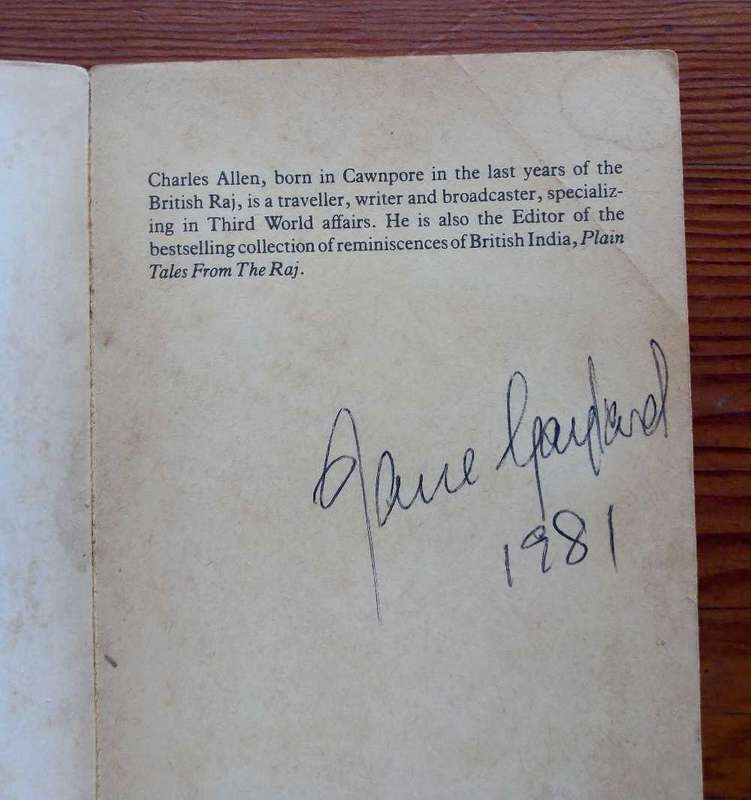 Charles Allen, born in Cawnpore in the last years of the
British Raj, is a traveller, writer and broadcaster, specializ-
ing in Third World affairs. He is also the Editor of the
bestselling collection of reminiscences of British India, Plain
Tales From The Raj.
Jane Gaylard
1981